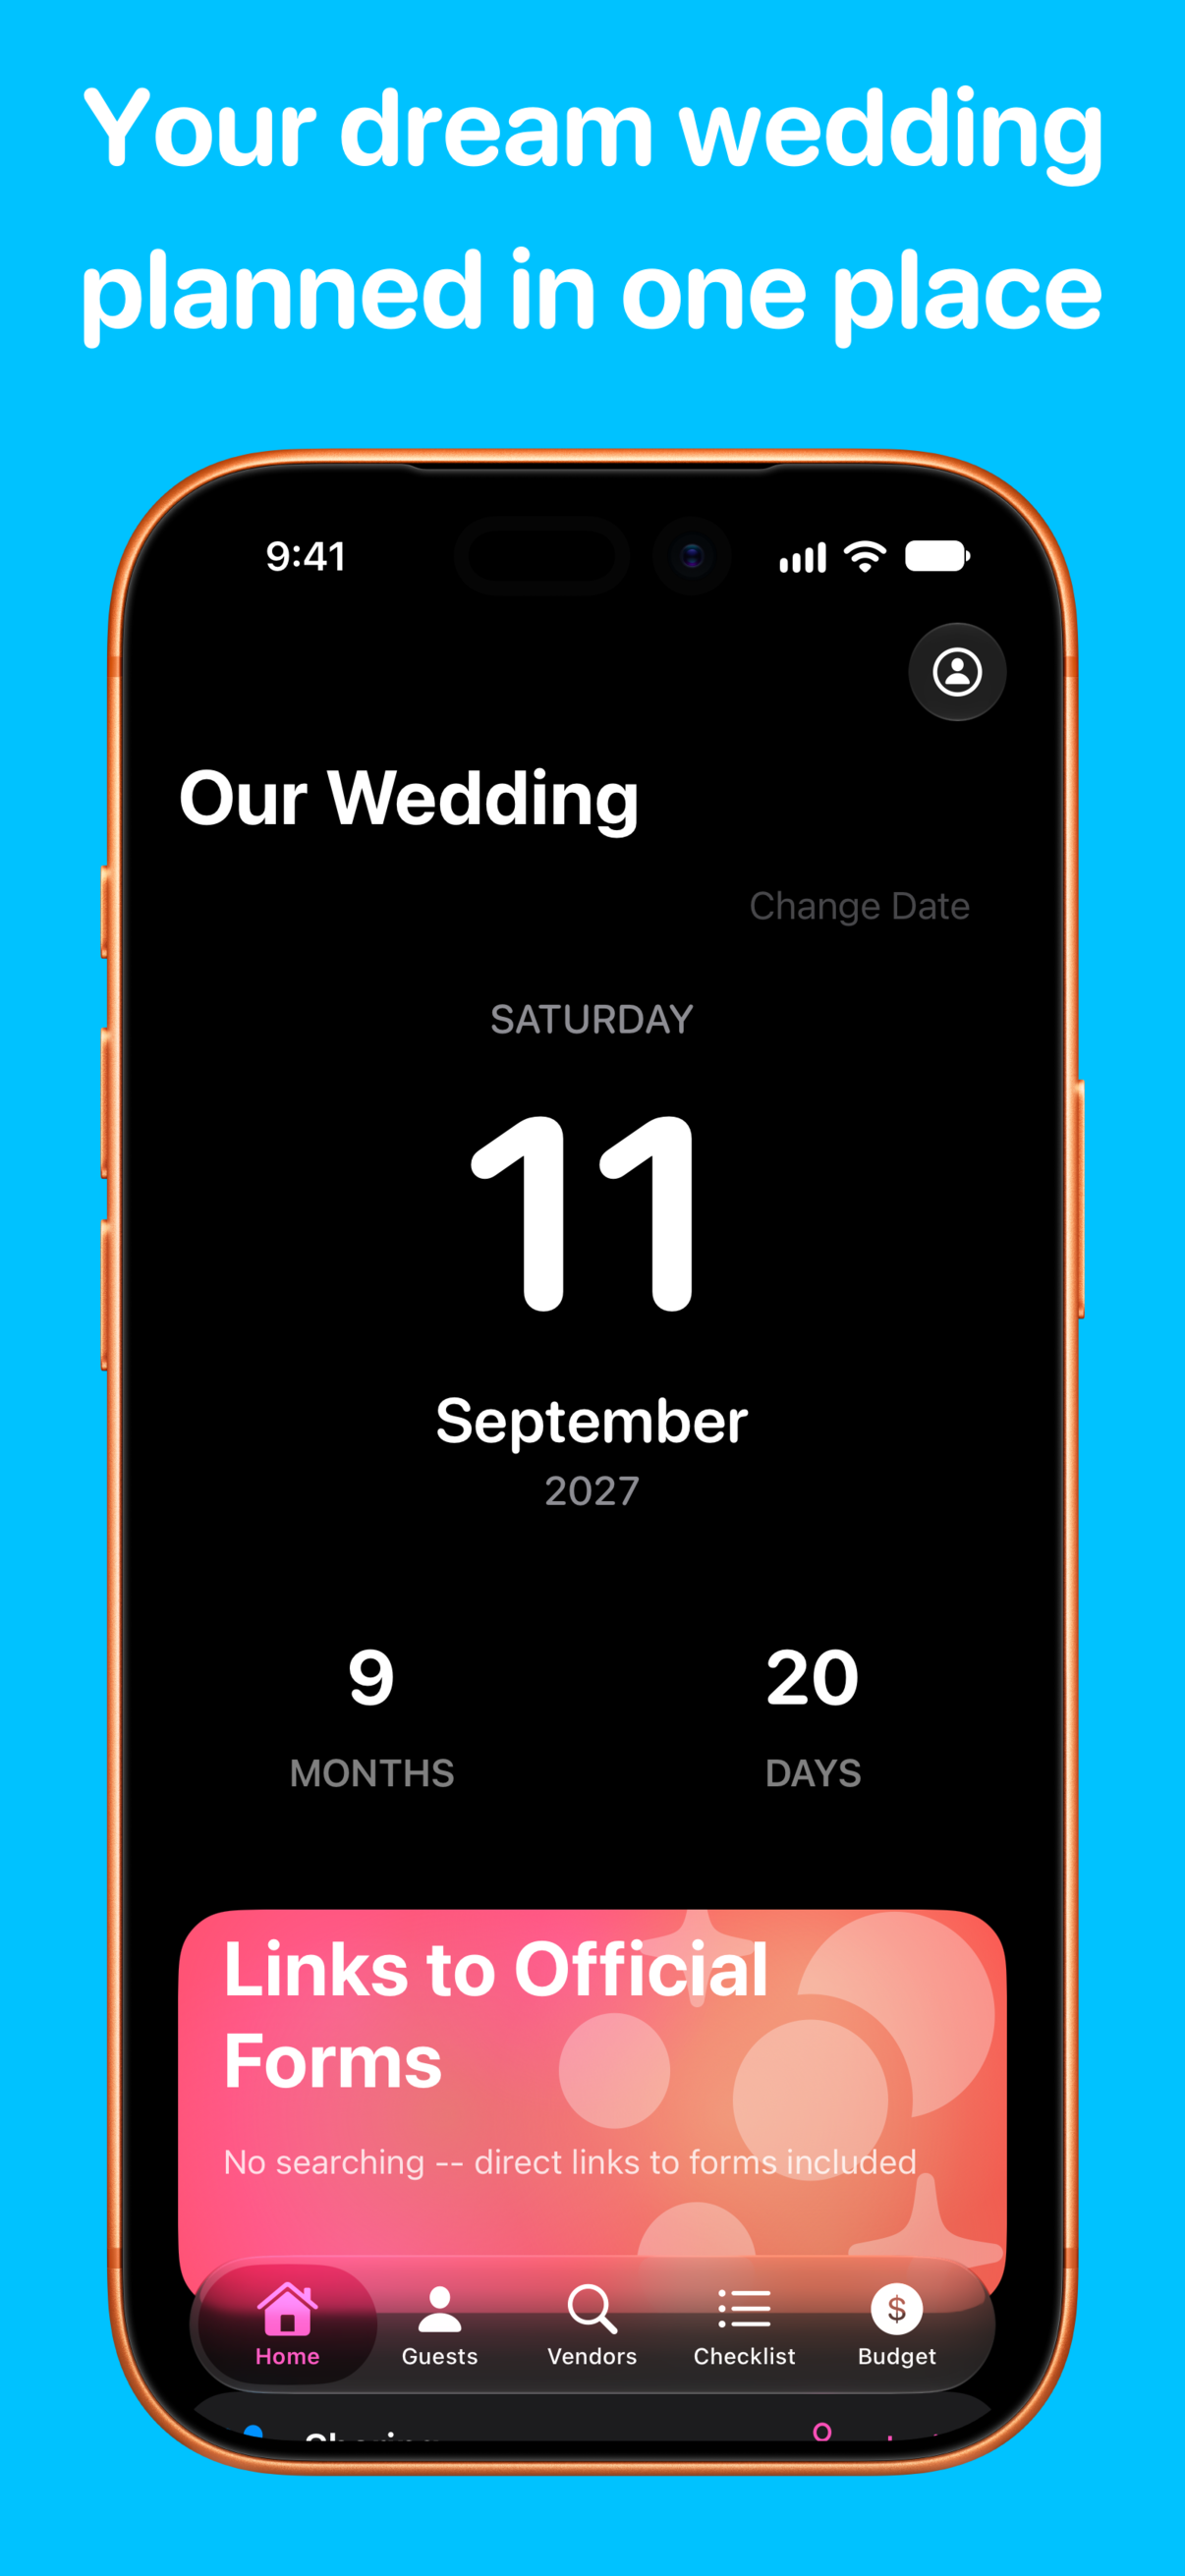 Your dream wedding
planned in one place
9:41
Our Wedding
Change Date
SATURDAY
11
September
2027
9
20
MONTHS
DAYS
Links to Official
Forms
No searching -- direct links to forms included
Home
Guests
Vendors
Checklist
$
Budget